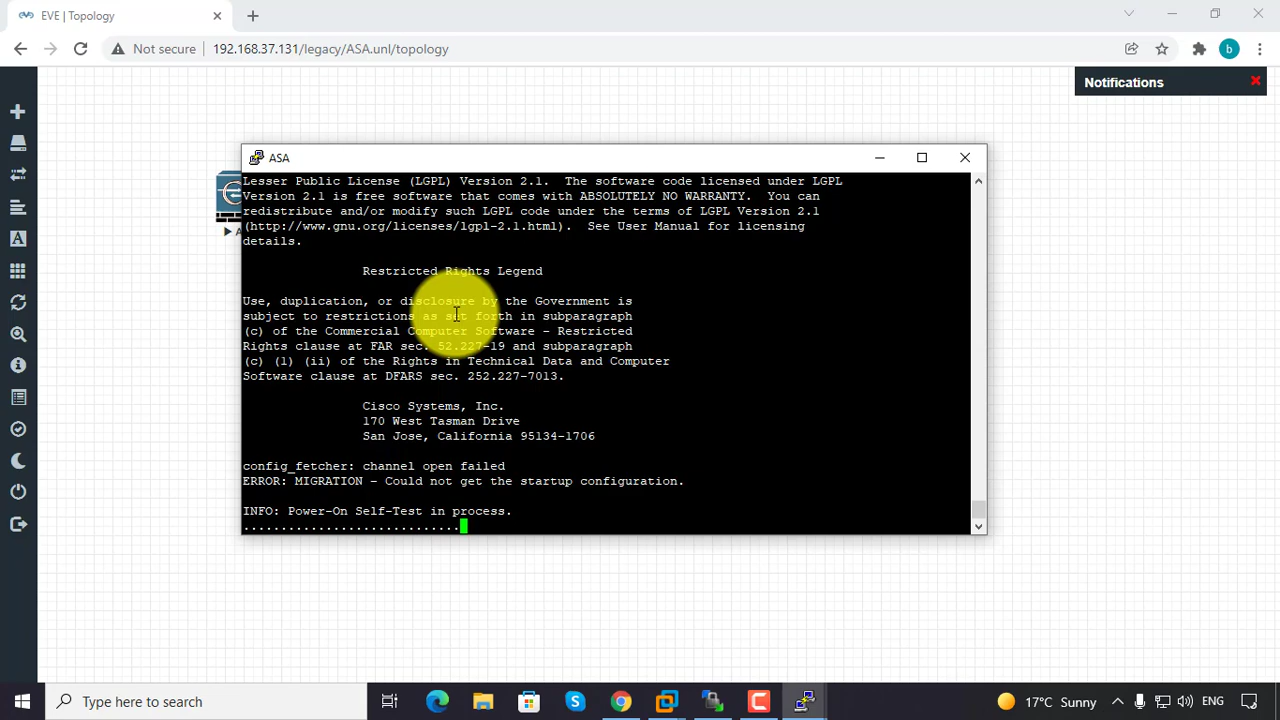 EVE | Topology
Not secure
192.168.37.131/legacy/ASA.unl/topology
b
Notifications
ASA
Lesser Public License (LGPL) Version 2.1.  The software code licensed under LGPL
Version 2.1 is free software that comes with ABSOLUTELY NO WARRANTY.  You can
redistribute and/or modify such LGPL code under the terms of LGPL Version 2.1
(http://www.gnu.org/licenses/lgpl-2.1.html).  See User Manual for licensing
details.
Restricted Rights Legend
Use, duplication, or disclosure by the Government is
subject to restrictions as set forth in subparagraph
(c) of the Commercial Computer Software - Restricted
Rights clause at FAR sec. 52.227-19 and subparagraph
(c) (1) (ii) of the Rights in Technical Data and Computer
Software clause at DFARS sec. 252.227-7013.
Cisco Systems, Inc.
170 West Tasman Drive
San Jose, California 95134-1706
config_fetcher: channel open failed
ERROR: MIGRATION - Could not get the startup configuration.
INFO: Power-On Self-Test in process.
.............................
Type here to search
17°C Sunny
ENG